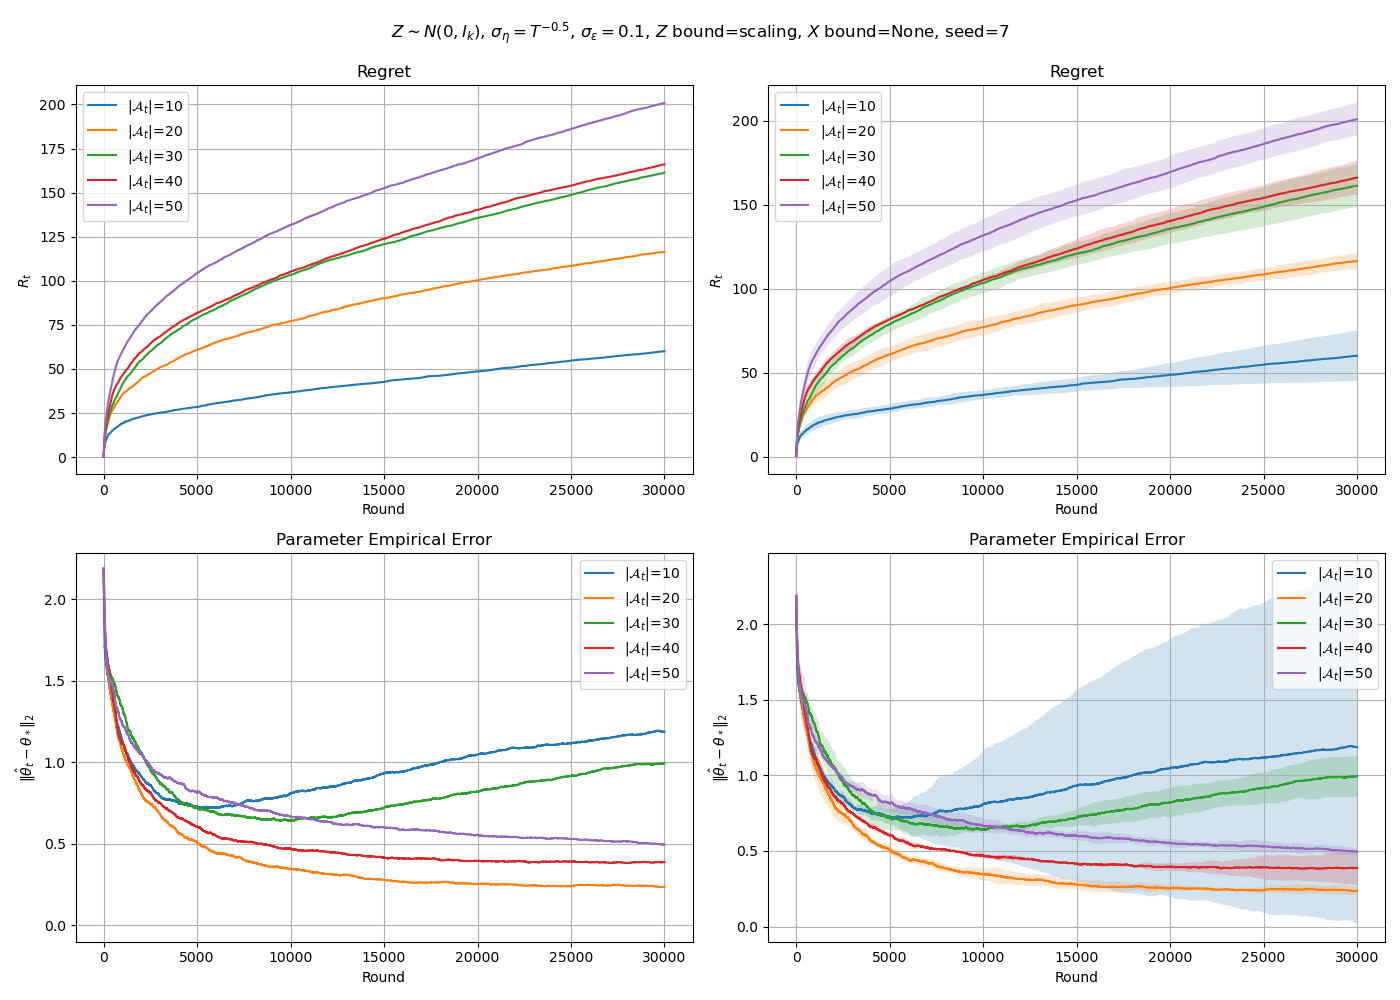 Z ∼ N(0, I_k), σ_η = T^{−0.5}, σ_ε = 0.1, Z bound=scaling, X bound=None, seed=7
Regret
200
175
150
125
100
75
50
25
0
R_t
|𝒜_t|=10
|𝒜_t|=20
|𝒜_t|=30
|𝒜_t|=40
|𝒜_t|=50
0 5000 10000 15000 20000 25000 30000
Round
Regret
200
150
100
50
0
R_t
|𝒜_t|=10
|𝒜_t|=20
|𝒜_t|=30
|𝒜_t|=40
|𝒜_t|=50
0 5000 10000 15000 20000 25000 30000
Round
Parameter Empirical Error
2.0
1.5
1.0
0.5
0.0
‖θ̂_t − θ_*‖_2
|𝒜_t|=10
|𝒜_t|=20
|𝒜_t|=30
|𝒜_t|=40
|𝒜_t|=50
0 5000 10000 15000 20000 25000 30000
Round
Parameter Empirical Error
2.0
1.5
1.0
0.5
0.0
‖θ̂_t − θ_*‖_2
|𝒜_t|=10
|𝒜_t|=20
|𝒜_t|=30
|𝒜_t|=40
|𝒜_t|=50
0 5000 10000 15000 20000 25000 30000
Round